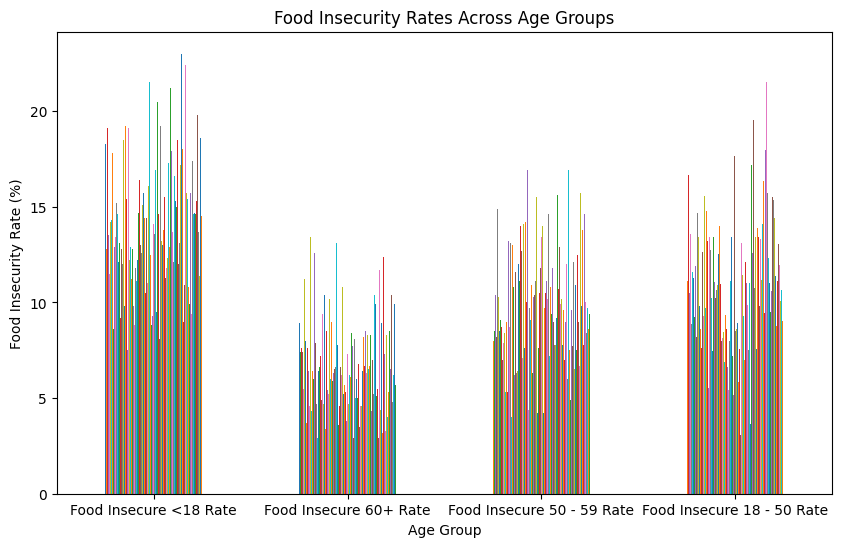 Food Insecurity Rates Across Age Groups
Food Insecurity Rate (%)
20
15
10
5
0
Food Insecure <18 Rate
Food Insecure 60+ Rate
Food Insecure 50 - 59 Rate
Food Insecure 18 - 50 Rate
Age Group